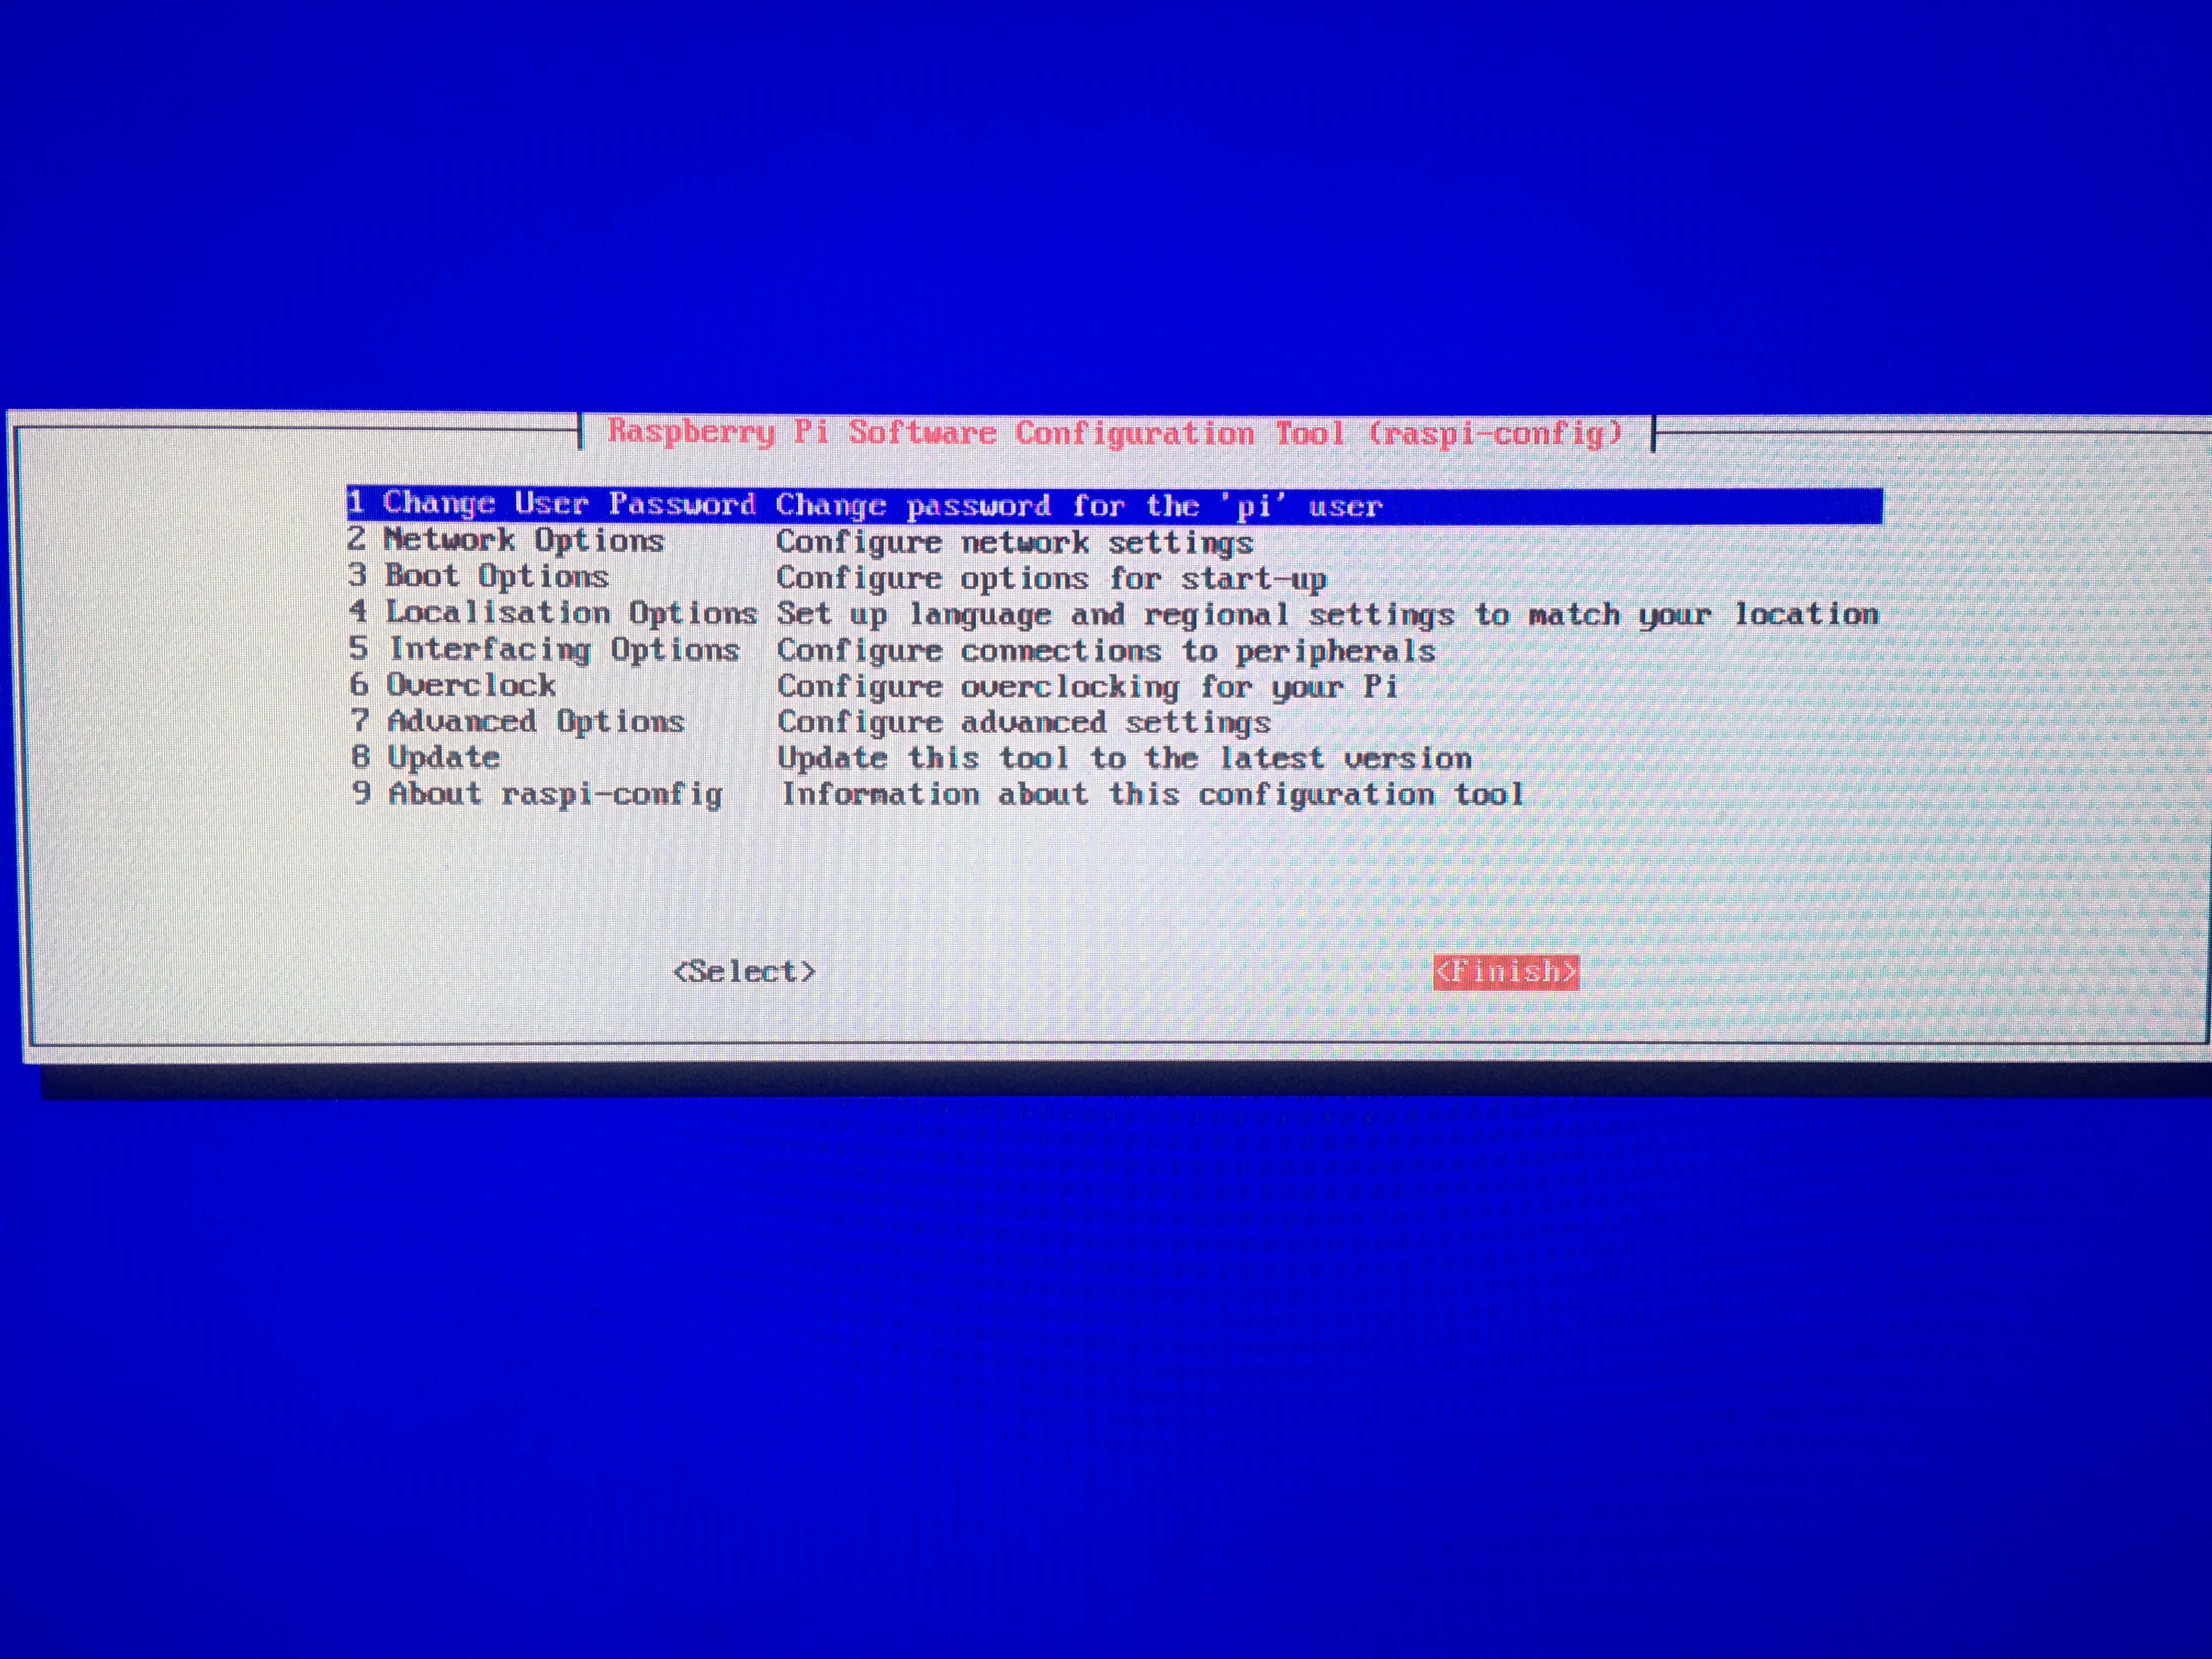 Raspberry Pi Software Configuration Tool (raspi-config)
1 Change User Password Change password for the 'pi' user
2 Network Options Configure network settings
3 Boot Options Configure options for start-up
4 Localisation Options Set up language and regional settings to match your location
5 Interfacing Options Configure connections to peripherals
6 Overclock Configure overclocking for your Pi
7 Advanced Options Configure advanced settings
8 Update Update this tool to the latest version
9 About raspi-config Information about this configuration tool
<Select> <Finish>